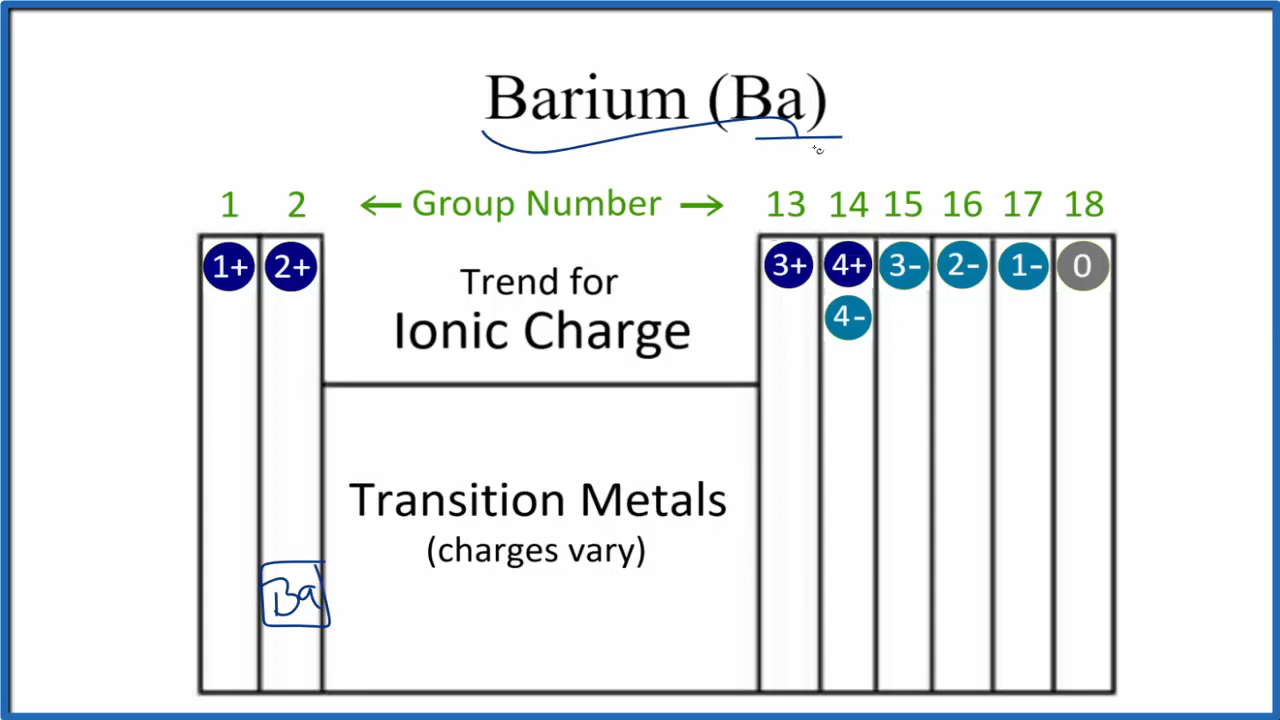 Barium (Ba)
1 2 ← Group Number → 13 14 15 16 17 18
1+ 2+ 3+ 4+ 3- 2- 1- 0
4-
Trend for
Ionic Charge
Transition Metals
(charges vary)
Ba